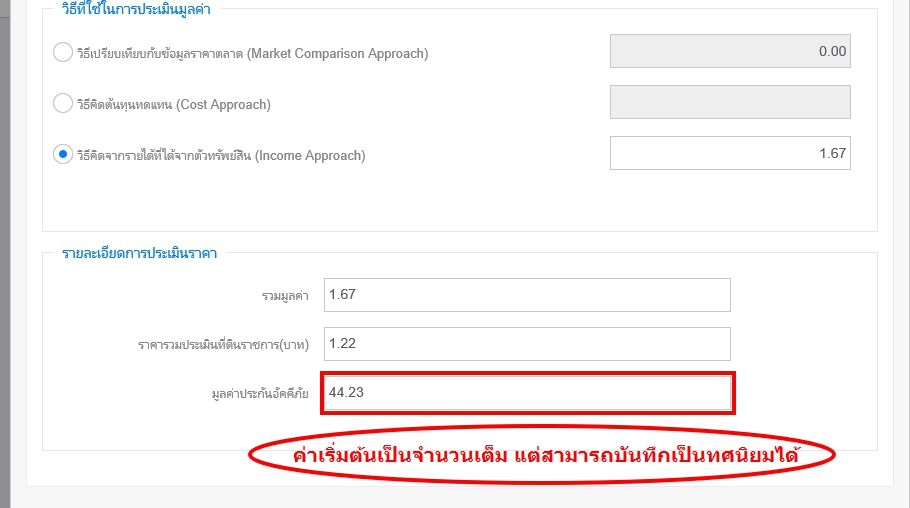 วิธีที่ใช้ในการประเมินมูลค่า
วิธีเปรียบเทียบกับข้อมูลราคาตลาด (Market Comparison Approach) 0.00
วิธีคิดต้นทุนทดแทน (Cost Approach)
วิธีคิดจากรายได้ที่ได้จากตัวทรัพย์สิน (Income Approach) 1.67
รายละเอียดการประเมินราคา
รวมมูลค่า 1.67
ราคารวมประเมินที่ดินราชการ(บาท) 1.22
มูลค่าประกันอัคคีภัย 44.23
ค่าเริ่มต้นเป็นจำนวนเต็ม แต่สามารถบันทึกเป็นทศนิยมได้